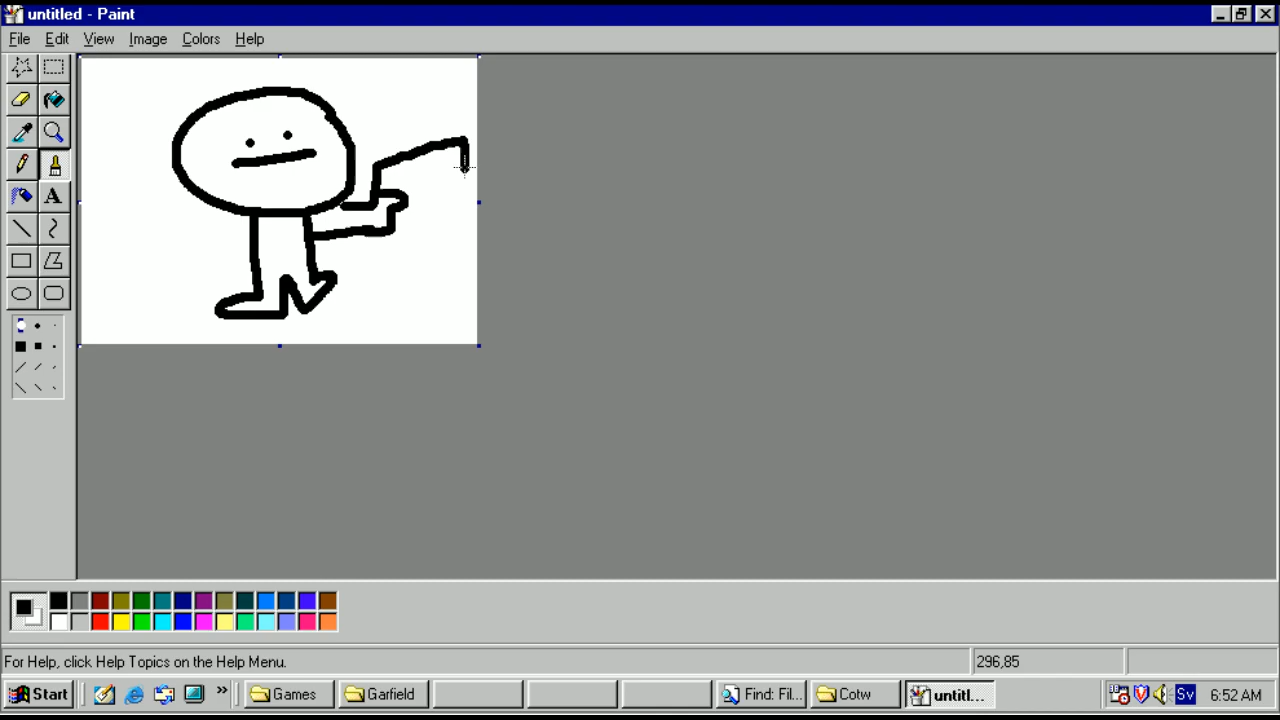 untitled - Paint
File Edit View Image Colors Help
A
For Help, click Help Topics on the Help Menu.
296,85
Start
Games
Garfield
Find: Fil...
Cotw
untitl...
Sv
6:52 AM